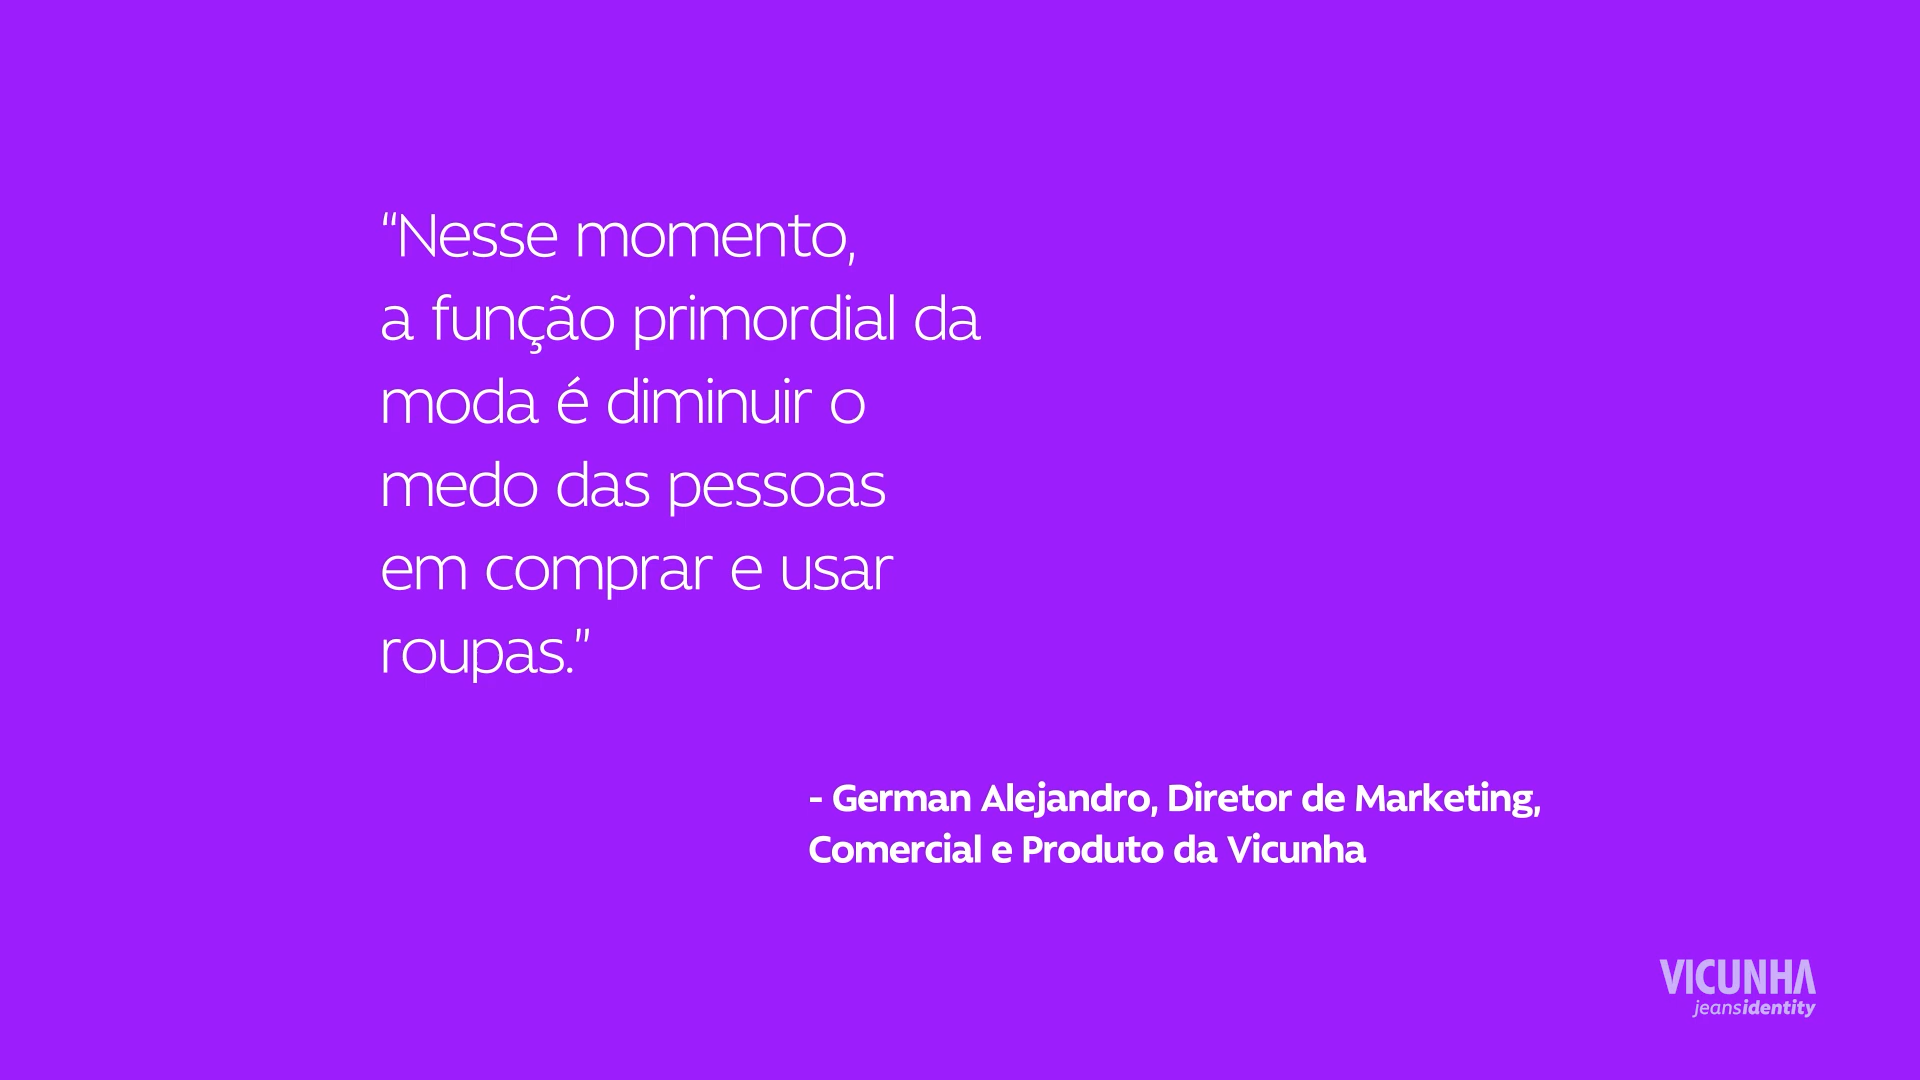 “Nesse momento,
a função primordial da
moda é diminuir o
medo das pessoas
em comprar e usar
roupas.”
- German Alejandro, Diretor de Marketing,
Comercial e Produto da Vicunha
VICUNHA
jeansidentity